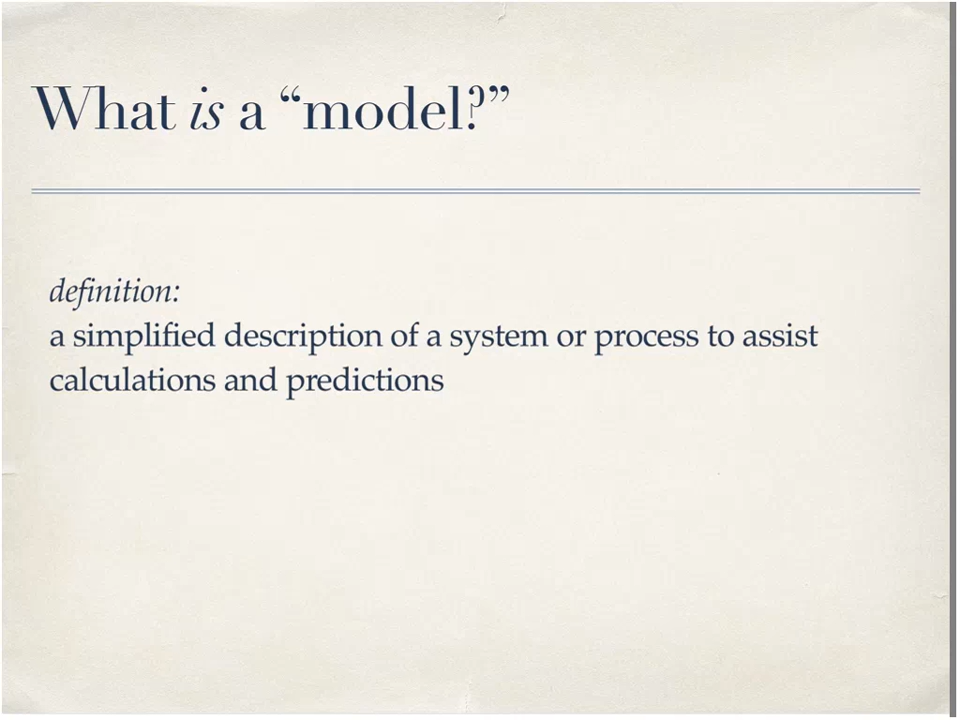 What is a “model?”
definition:
a simplified description of a system or process to assist
calculations and predictions